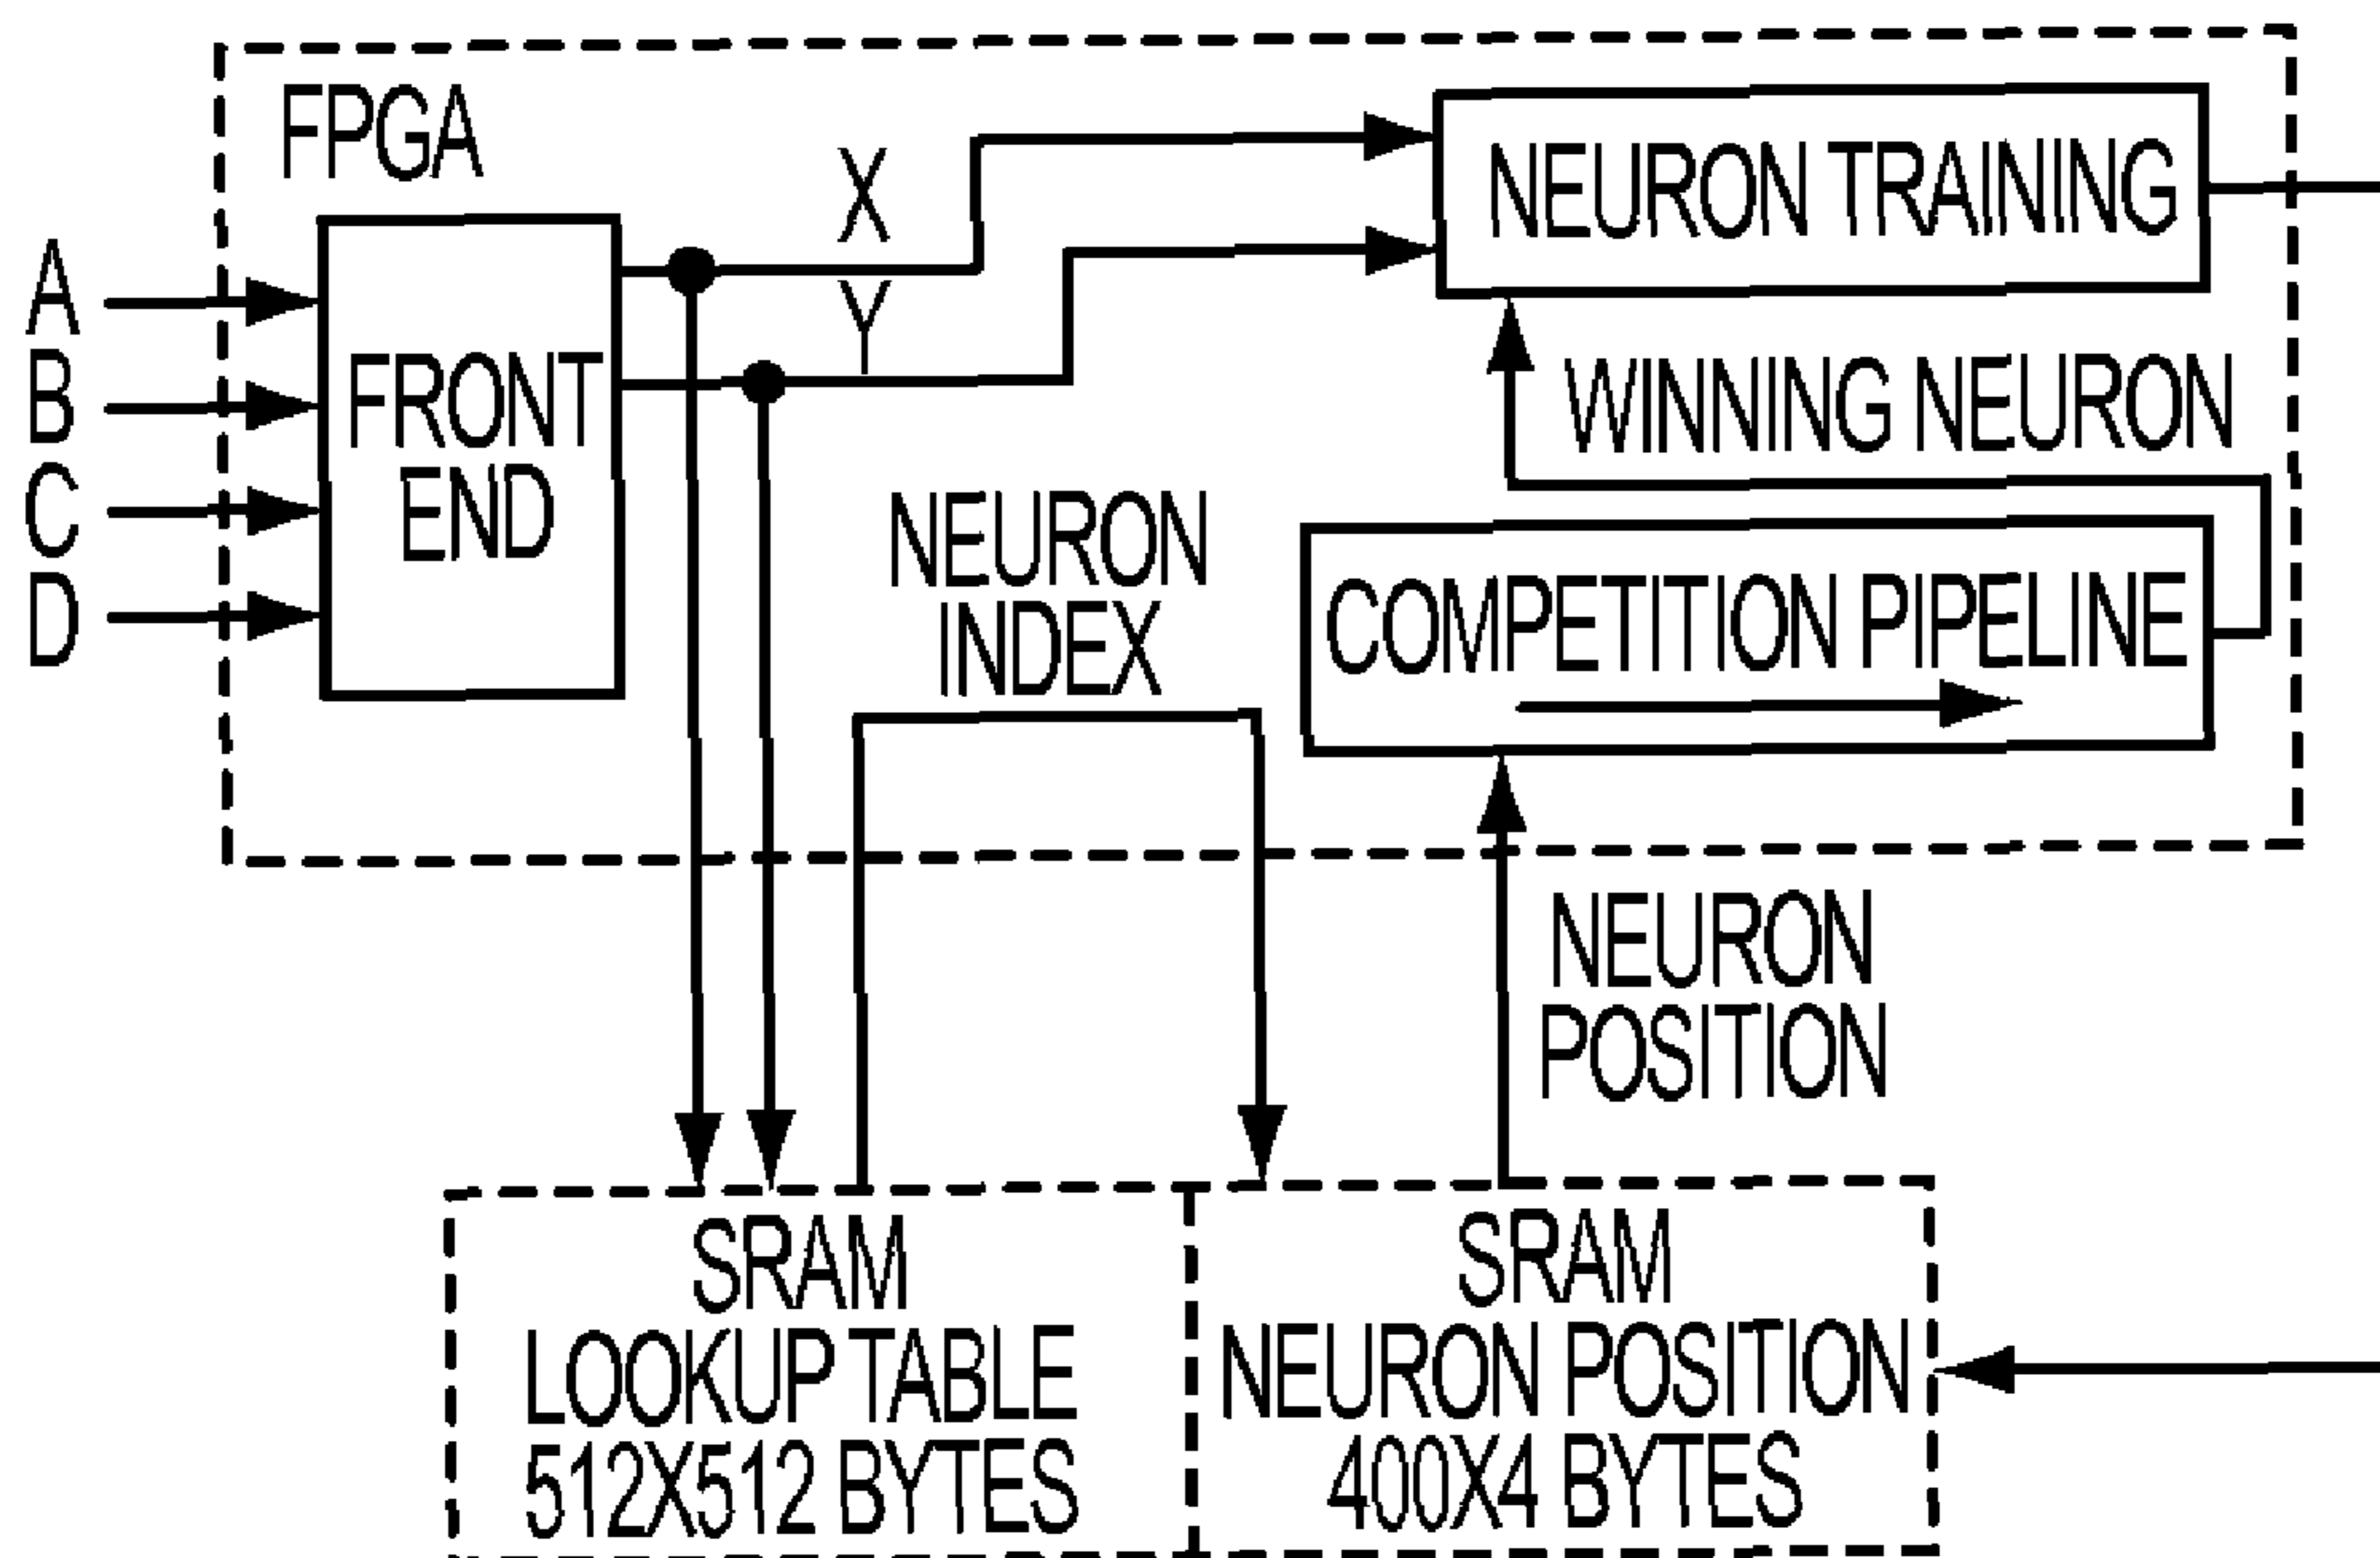 FPGA
X
NEURON TRAINING
A
B
C
D
FRONT
END
Y
WINNING NEURON
NEURON
INDEX
COMPETITION PIPELINE
NEURON
POSITION
SRAM
LOOKUP TABLE
512X512 BYTES
SRAM
NEURON POSITION
400X4 BYTES